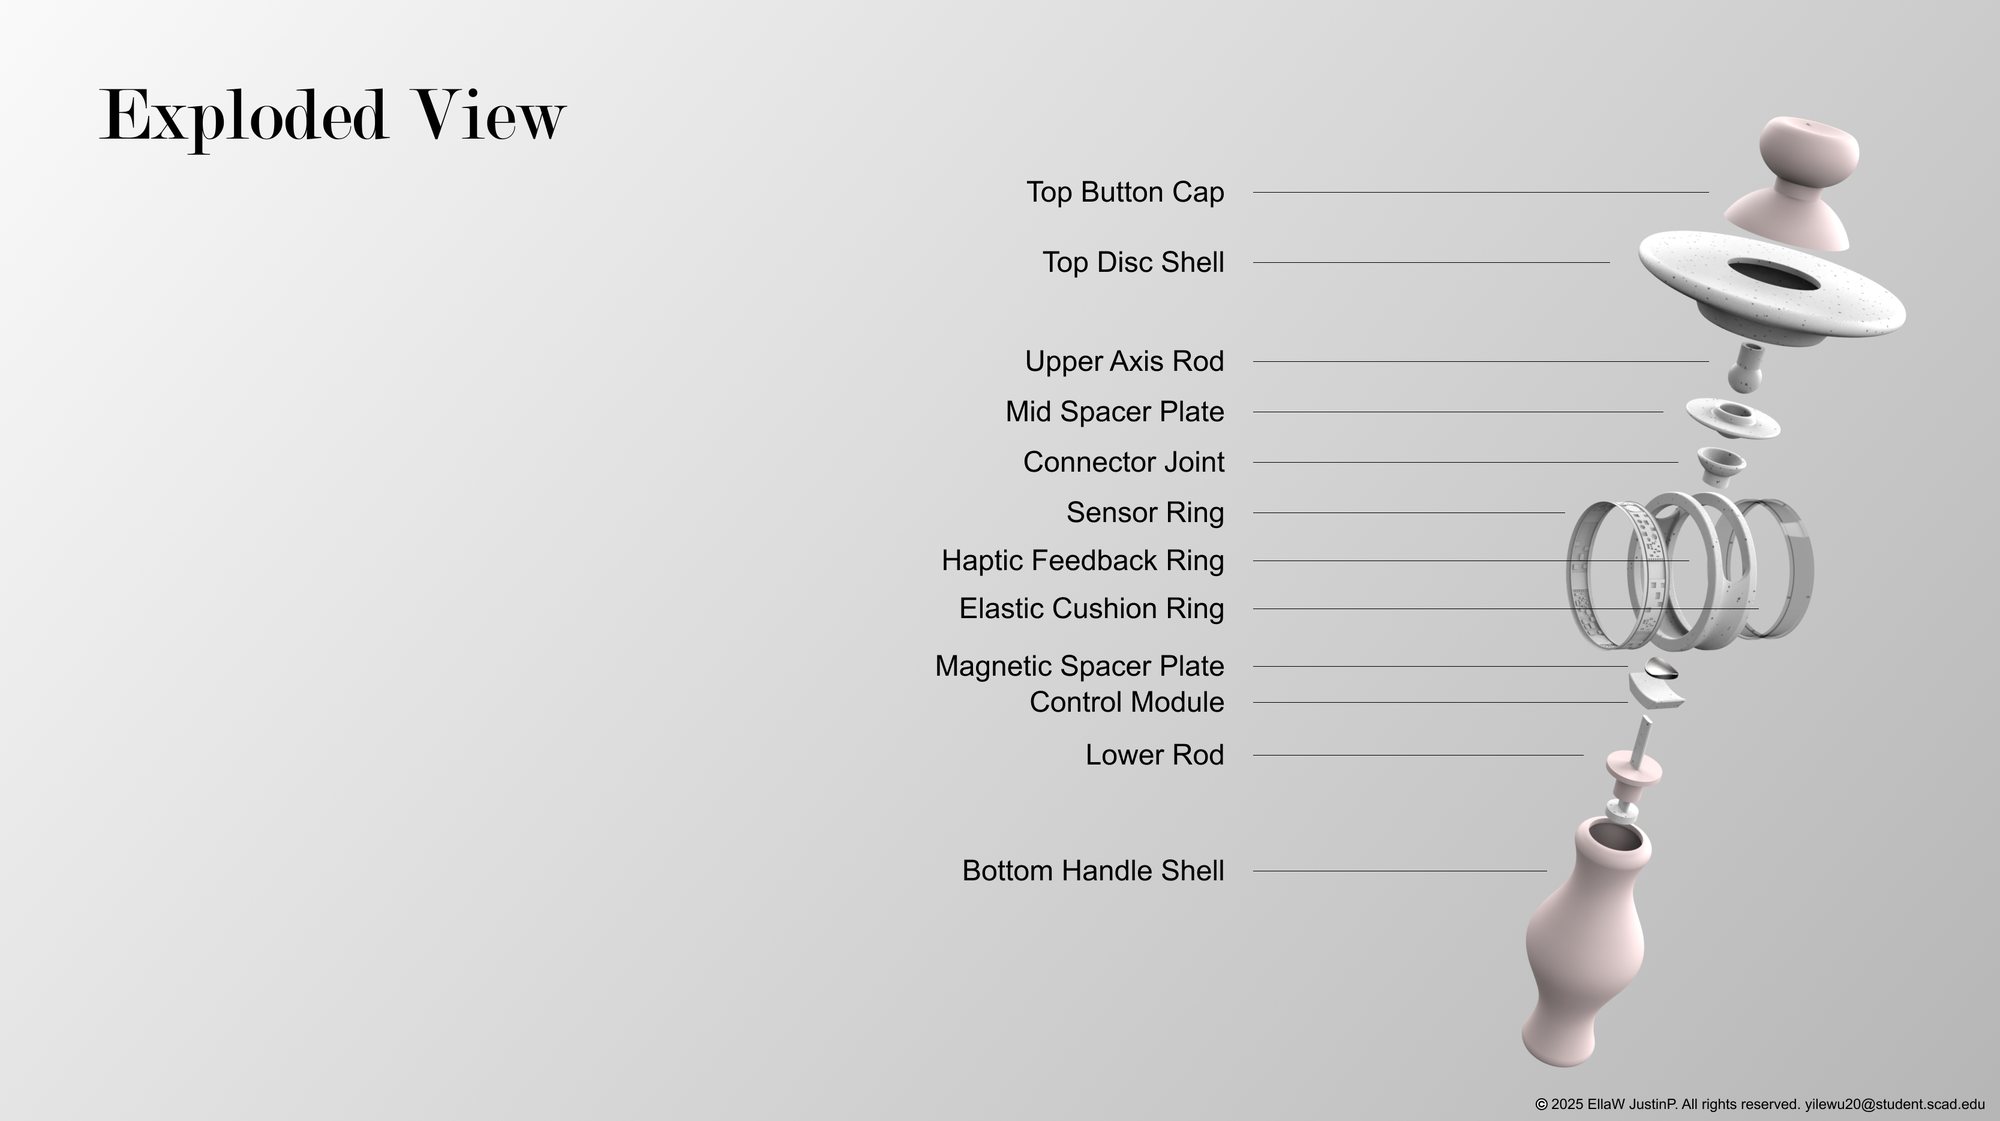 Exploded View
Top Button Cap
Top Disc Shell
Upper Axis Rod
Mid Spacer Plate
Connector Joint
Sensor Ring
Haptic Feedback Ring
Elastic Cushion Ring
Magnetic Spacer Plate
Control Module
Lower Rod
Bottom Handle Shell
© 2025 EllaW JustinP. All rights reserved. yilewu20@student.scad.edu